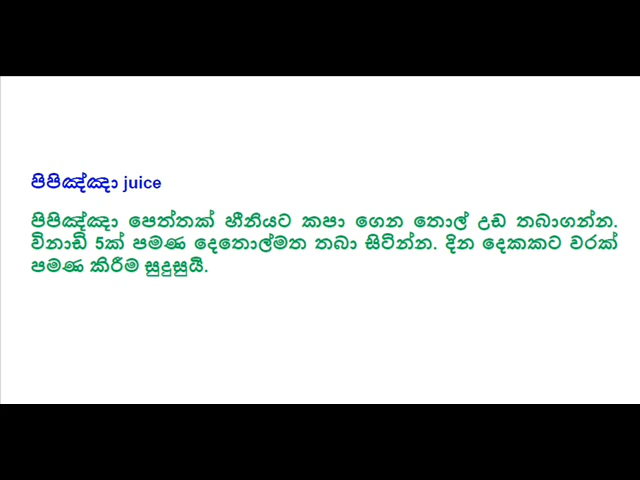 පිපිඤ්ඤා juice
පිපිඤ්ඤා පෙත්තක් හීනියට කපා ගෙන තොල් උඩ තබාගන්න.
විනාඩි 5ක් පමණ දෙතොල්මත තබා සිටින්න. දින දෙකකට වරක්
පමණ කිරීම සුදුසුයි.